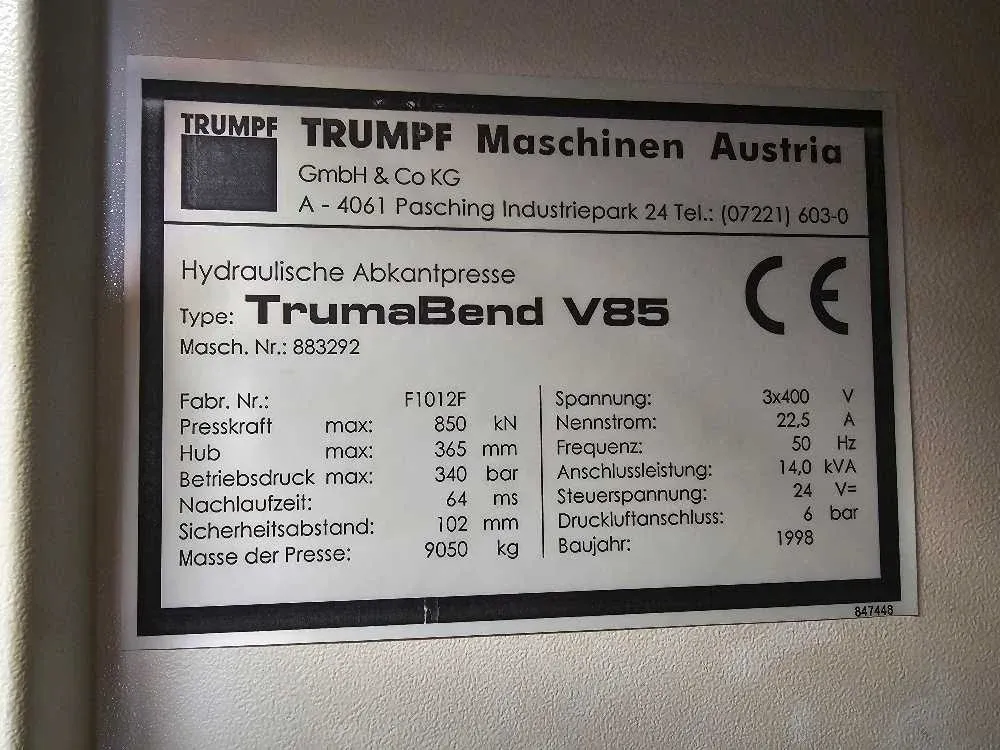 TRUMPF
TRUMPF Maschinen Austria
GmbH & Co KG
A - 4061 Pasching Industriepark 24 Tel.: (07221) 603-0
Hydraulische Abkantpresse
Type: TrumaBend V85
CE
Masch. Nr.: 883292
Fabr. Nr.: F1012F
Presskraft max: 850 kN
Hub max: 365 mm
Betriebsdruck max: 340 bar
Nachlaufzeit: 64 ms
Sicherheitsabstand: 102 mm
Masse der Presse: 9050 kg
Spannung: 3x400 V
Nennstrom: 22,5 A
Frequenz: 50 Hz
Anschlussleistung: 14,0 kVA
Steuerspannung: 24 V=
Druckluftanschluss: 6 bar
Baujahr: 1998
847448